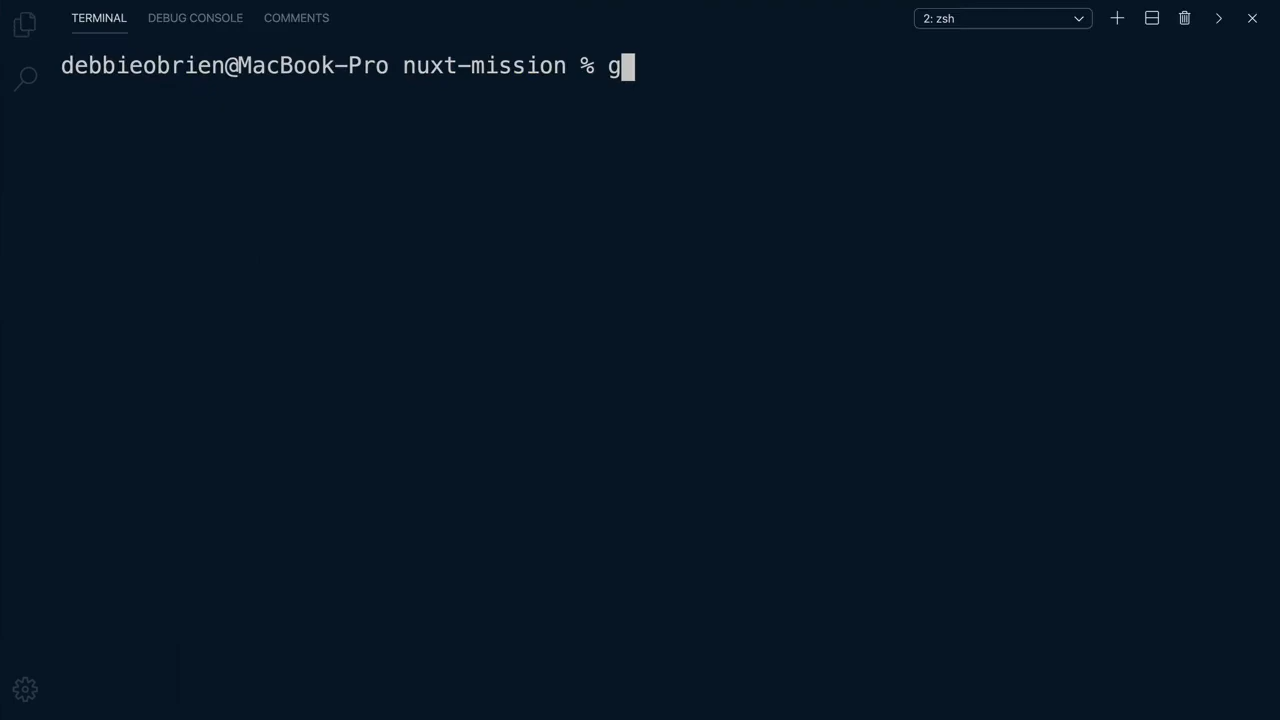 TERMINAL DEBUG CONSOLE COMMENTS 2: zsh
debbieobrien@MacBook-Pro nuxt-mission % g